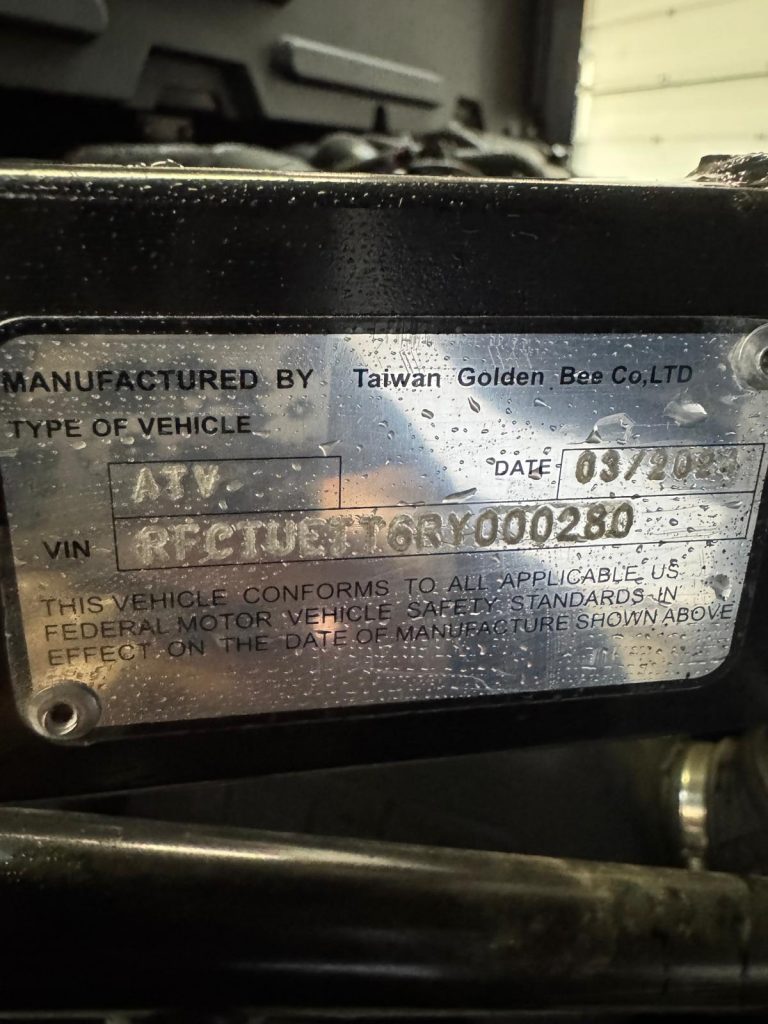 MANUFACTURED BY Taiwan Golden Bee Co,LTD
TYPE OF VEHICLE
ATV
DATE
VIN RFCTUETT6RY000280
THIS VEHICLE CONFORMS TO ALL APPLICABLE US
FEDERAL MOTOR VEHICLE SAFETY STANDARDS IN
EFFECT ON THE DATE OF MANUFACTURE SHOWN ABOVE